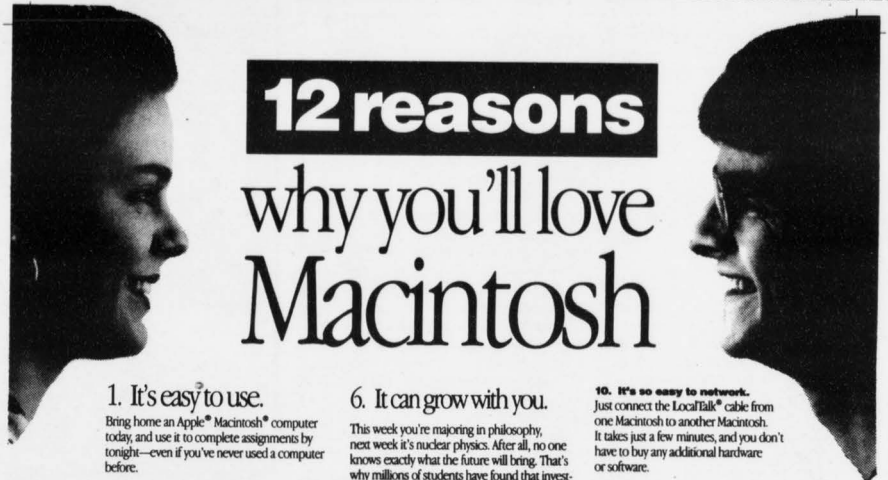 12 reasons
why you'll love
Macintosh
1. It's easy to use.
Bring home an Apple® Macintosh® computer
today, and use it to complete assignments by
tonight—even if you've never used a computer
before.
6. It can grow with you.
This week you're majoring in philosophy,
next week it's nuclear physics. After all, no one
knows exactly what the future will bring. That's
why millions of students have found that invest-
10. It's so easy to network.
Just connect the LocalTalk® cable from
one Macintosh to another Macintosh.
It takes just a few minutes, and you don't
have to buy any additional hardware
or software.